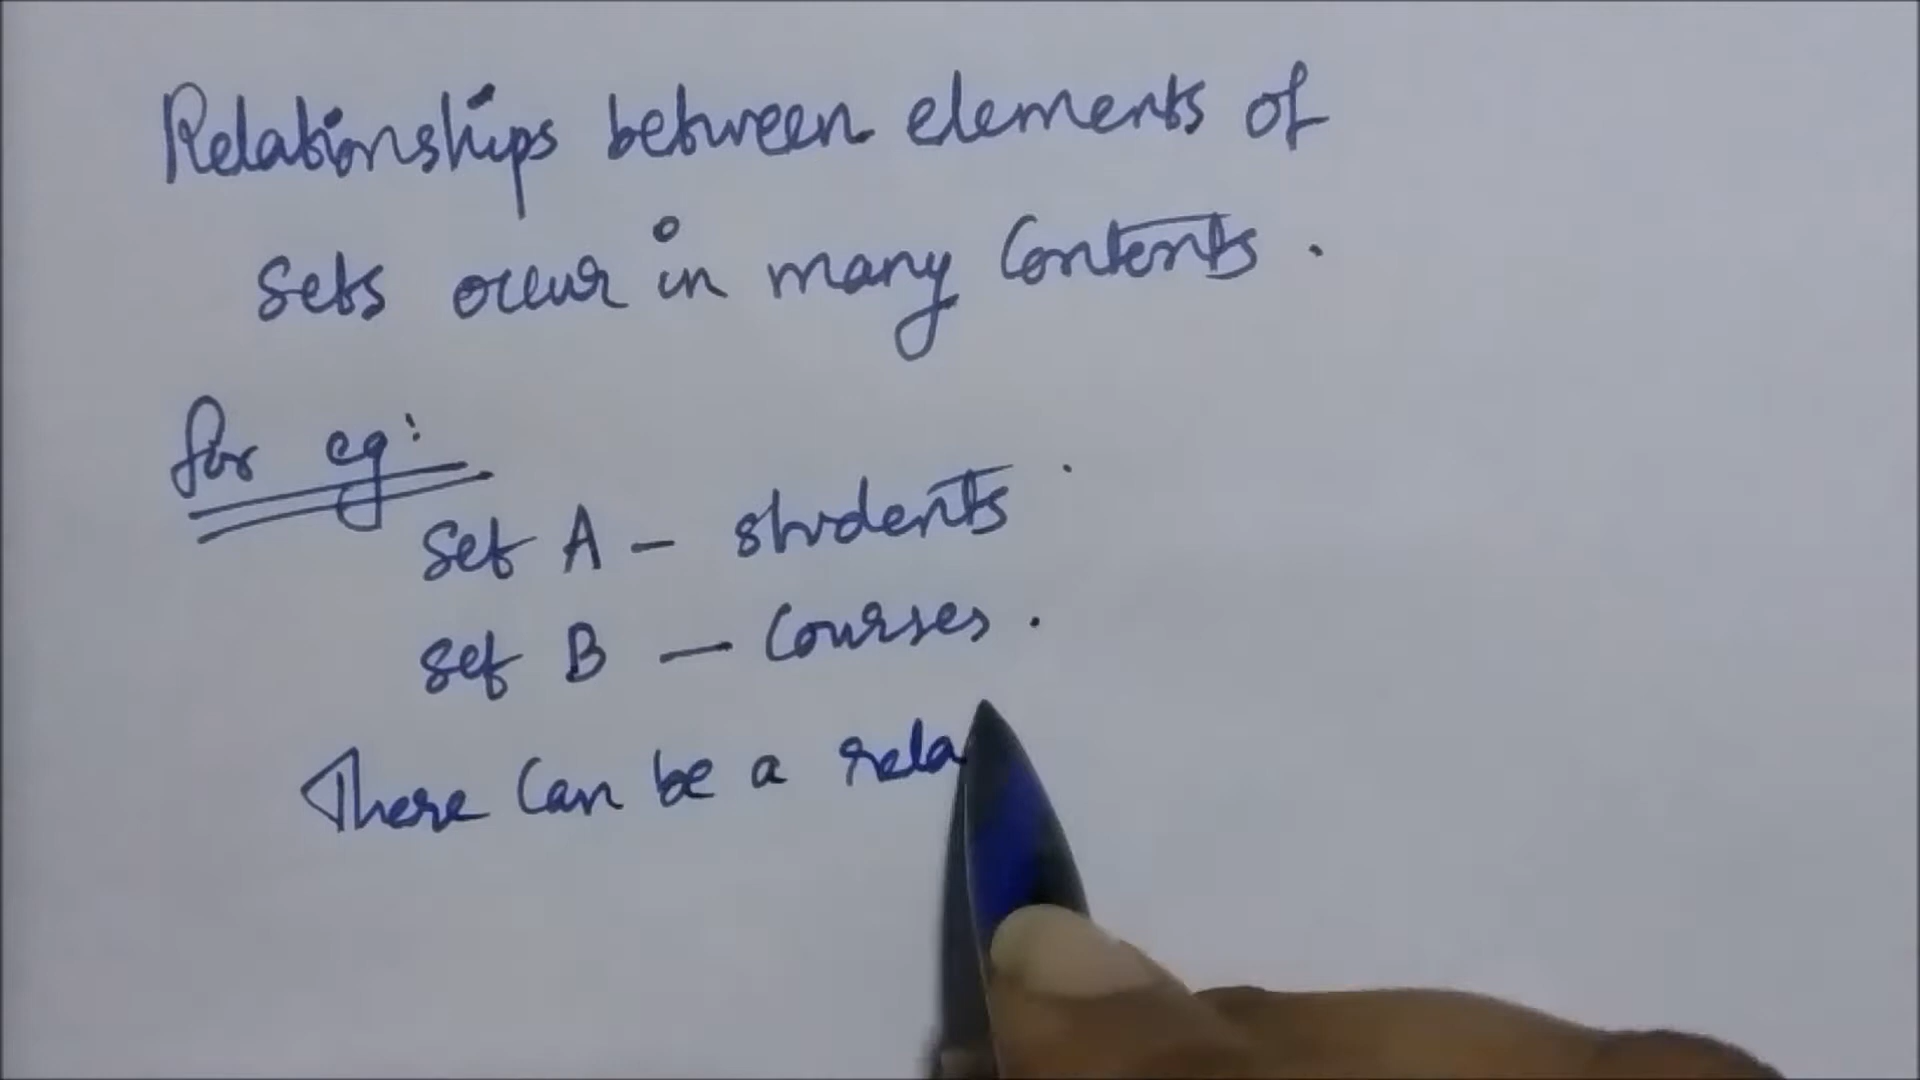 Relationships between elements of
sets occur in many Contents.
for eg:
Set A - students.
Set B - Courses.
There Can be a rela